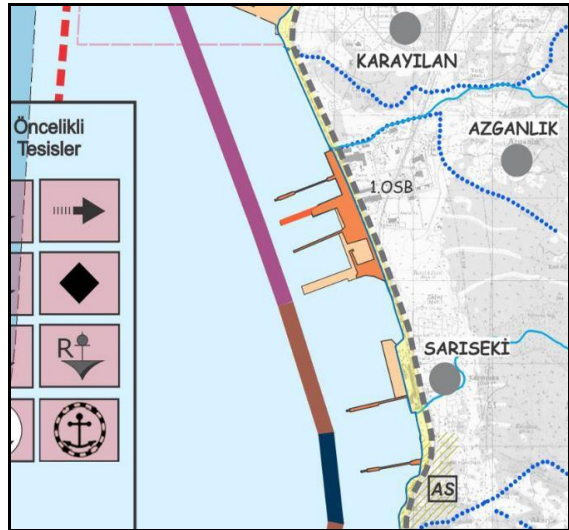 KARAYILAN
Öncelikli
Tesisler
AZGANLIK
1.OSB
R
SARISEKİ
AS